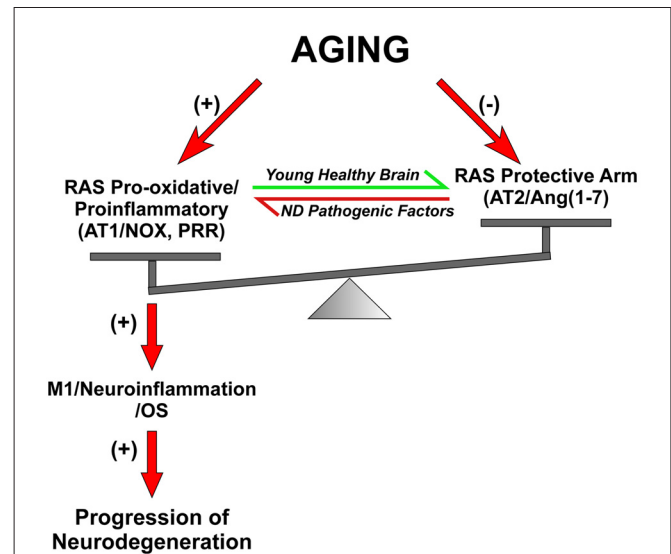 AGING
(+)
(-)
Young Healthy Brain
RAS Pro-oxidative/
Proinflammatory
(AT1/NOX, PRR)
RAS Protective Arm
(AT2/Ang(1-7)
ND Pathogenic Factors
(+)
M1/Neuroinflammation
/OS
(+)
Progression of
Neurodegeneration